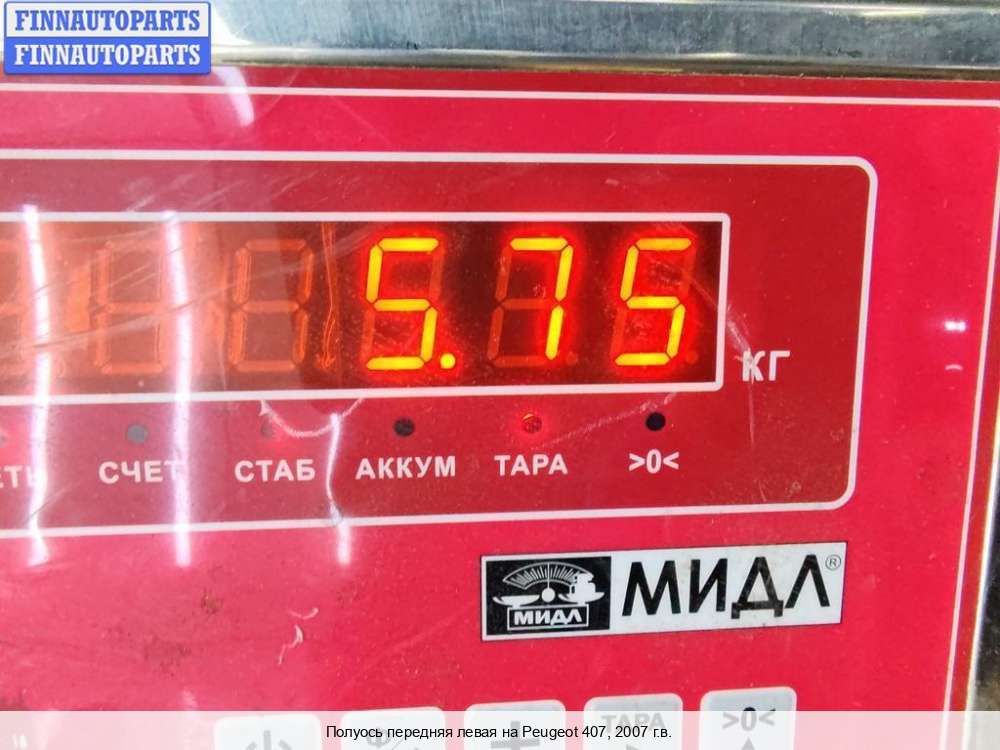 FINNAUTOPARTS
FINNAUTOPARTS
5.75
КГ
СЧЕТ СТАБ АККУМ ТАРА >0<
МИДЛ
МИДЛ®
ТАРА >0<
Полуось передняя левая на Peugeot 407, 2007 г.в.